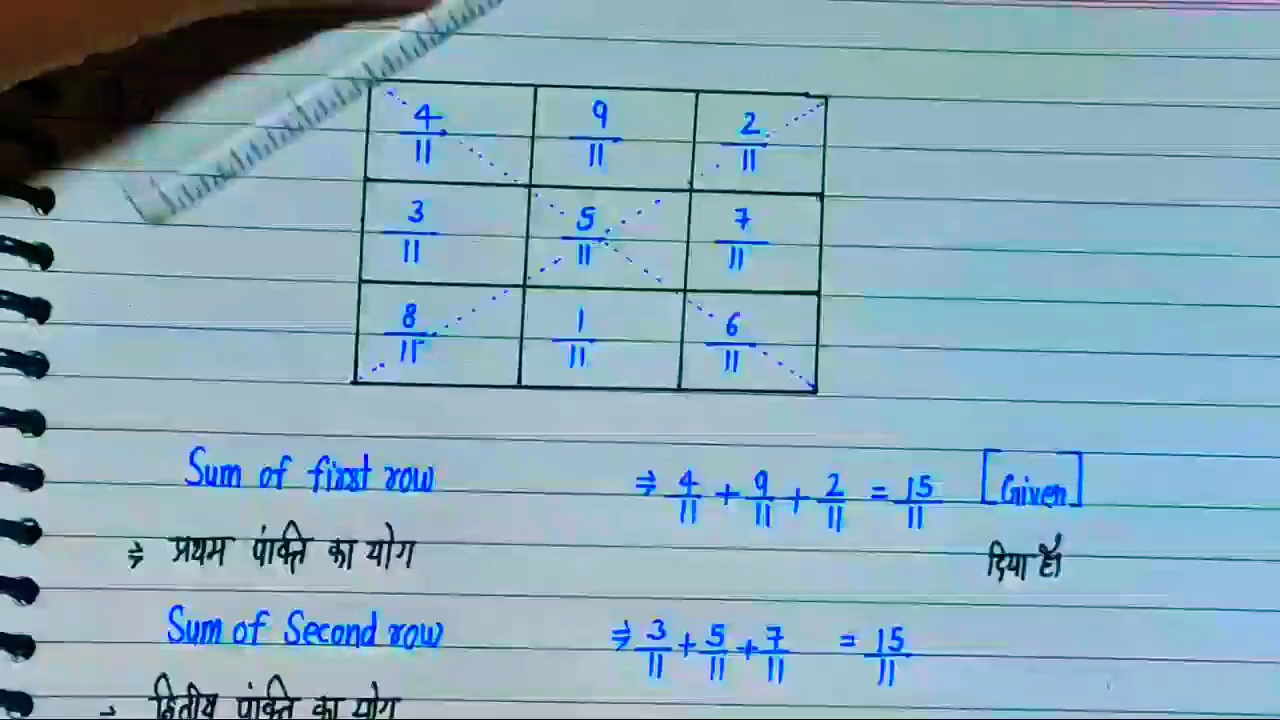 4/11 9/11 2/11
3/11 5/11 7/11
8/11 1/11 6/11
Sum of first row ⇒ 4/11 + 9/11 + 2/11 = 15/11 [Given]
⇒ प्रथम पंक्ति का योग दिया है।
Sum of Second row ⇒ 3/11 + 5/11 + 7/11 = 15/11
द्वितीय पंक्ति का योग